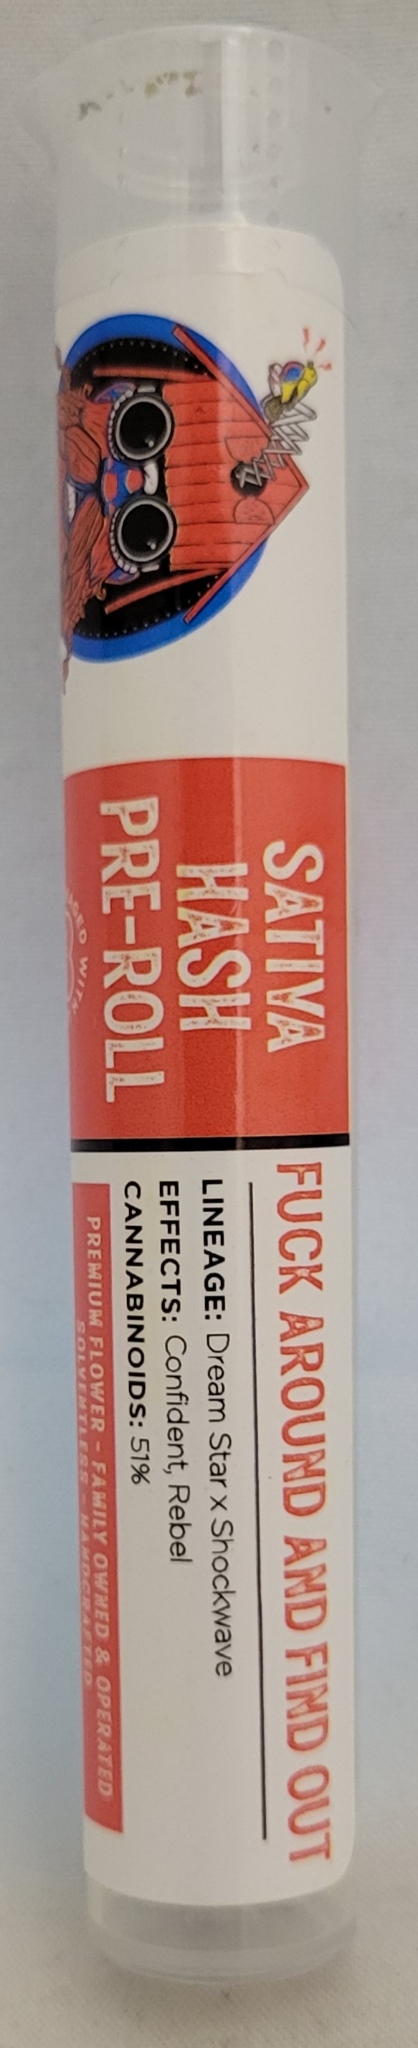 SATIVA
HASH
PRE-ROLL
WITH
FUCK AROUND AND FIND OUT
LINEAGE: Dream Star x Shockwave
EFFECTS: Confident, Rebel
CANNABINOIDS: 51%
PREMIUM FLOWER - FAMILY OWNED & OPERATED
SOLVENTLESS - HANDCRAFTED